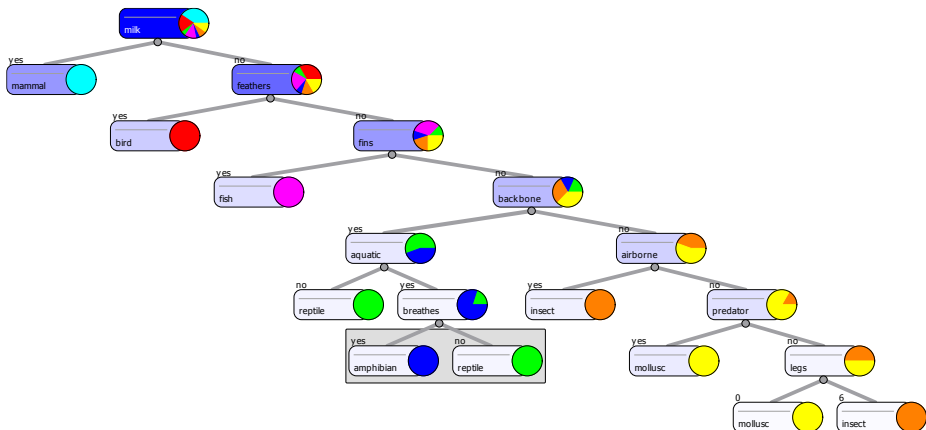 milk
yes
no
mammal
feathers
yes
no
bird
fins
yes
no
fish
backbone
yes
no
aquatic
airborne
no
yes
yes
no
reptile
breathes
insect
predator
yes
no
yes
no
amphibian
reptile
mollusc
legs
0
6
mollusc
insect